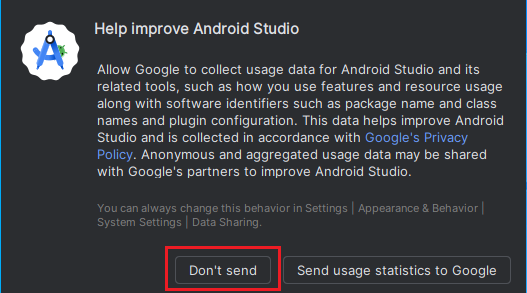 Help improve Android Studio
Allow Google to collect usage data for Android Studio and its
related tools, such as how you use features and resource usage
along with software identifiers such as package name and class
names and plugin configuration. This data helps improve Android
Studio and is collected in accordance with Google's Privacy
Policy. Anonymous and aggregated usage data may be shared
with Google's partners to improve Android Studio.
You can always change this behavior in Settings | Appearance & Behavior |
System Settings | Data Sharing.
Don't send
Send usage statistics to Google